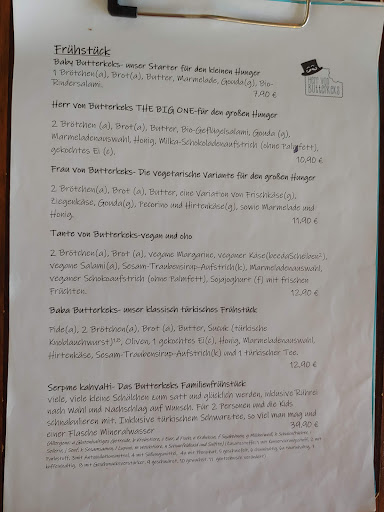 Frühstück
Baby Butterkeks- unser Starter für den kleinen Hunger
1 Brötchen(a), Brot(a), Butter, Marmelade, Gouda(g), Bio-
Rindersalami.
7,90 €
Butterkeks
Herr von Butterkeks THE BIG ONE-für den großen Hunger
2 Brötchen (a), Brot(a), Butter, Bio-Geflügelsalami, Gouda (g),
Marmeladenauswahl, Honig, Milka-Schokoladenaufstrich (ohne Palmfett),
gekochtes Ei (c).
10,90 €
Frau von Butterkeks- Die vegetarische Variante für den großen Hunger
2 Brötchen(a), Brot (a), Butter, eine Variation von Frischkäse(g),
Ziegenkäse, Gouda(g), Pecorino und Hirtenkäse(g), sowie Marmelade und
Honig.
11,90 €
Tante von Butterkeks-vegan und oho
2 Brötchen(a), Brot (a), vegane Margarine, veganer Käse(beedaScheiben²),
vegane Salami(a), Sesam-Traubensirup-Aufstrich(k), Marmeladenauswahl,
veganer Schokoaufstrich (ohne Palmfett), Sojajoghurt (f) mit frischen
Früchten.
12,90 €
Baba Butterkeks- unser klassisch türkisches Frühstück
Pide(a), 2 Brötchen(a), Brot (a), Butter, Sucuk (türkische
Knoblauchwurst)¹⁰, Oliven, 1 gekochtes Ei(c), Honig, Marmeladenauswahl,
Hirtenkäse, Sesam-Traubensirup-Aufstrich(k) und 1 türkischer Tee.
12,90 €
Serpme kahvalti- Das Butterkeks Familienfrühstück
viele, viele kleine Schälchen zum satt und glücklich werden, inklusive Rührei
nach Wahl und Nachschlag auf Wunsch. Für 2 Personen und die Kids
schnabulieren mit. Inklusive türkischem Schwarztee, so viel man mag und
einer Flasche Mineralwasser
39,90 €